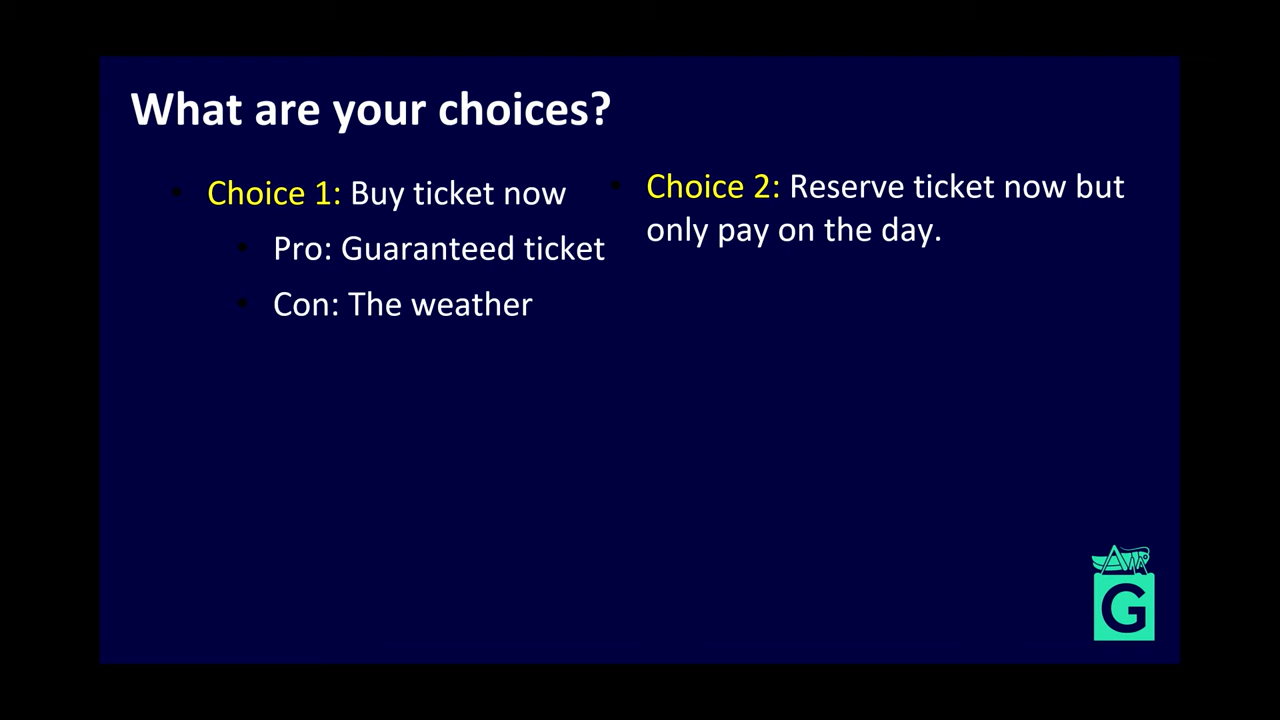 What are your choices?
Choice 1: Buy ticket now
Pro: Guaranteed ticket
Con: The weather
Choice 2: Reserve ticket now but
only pay on the day.
G